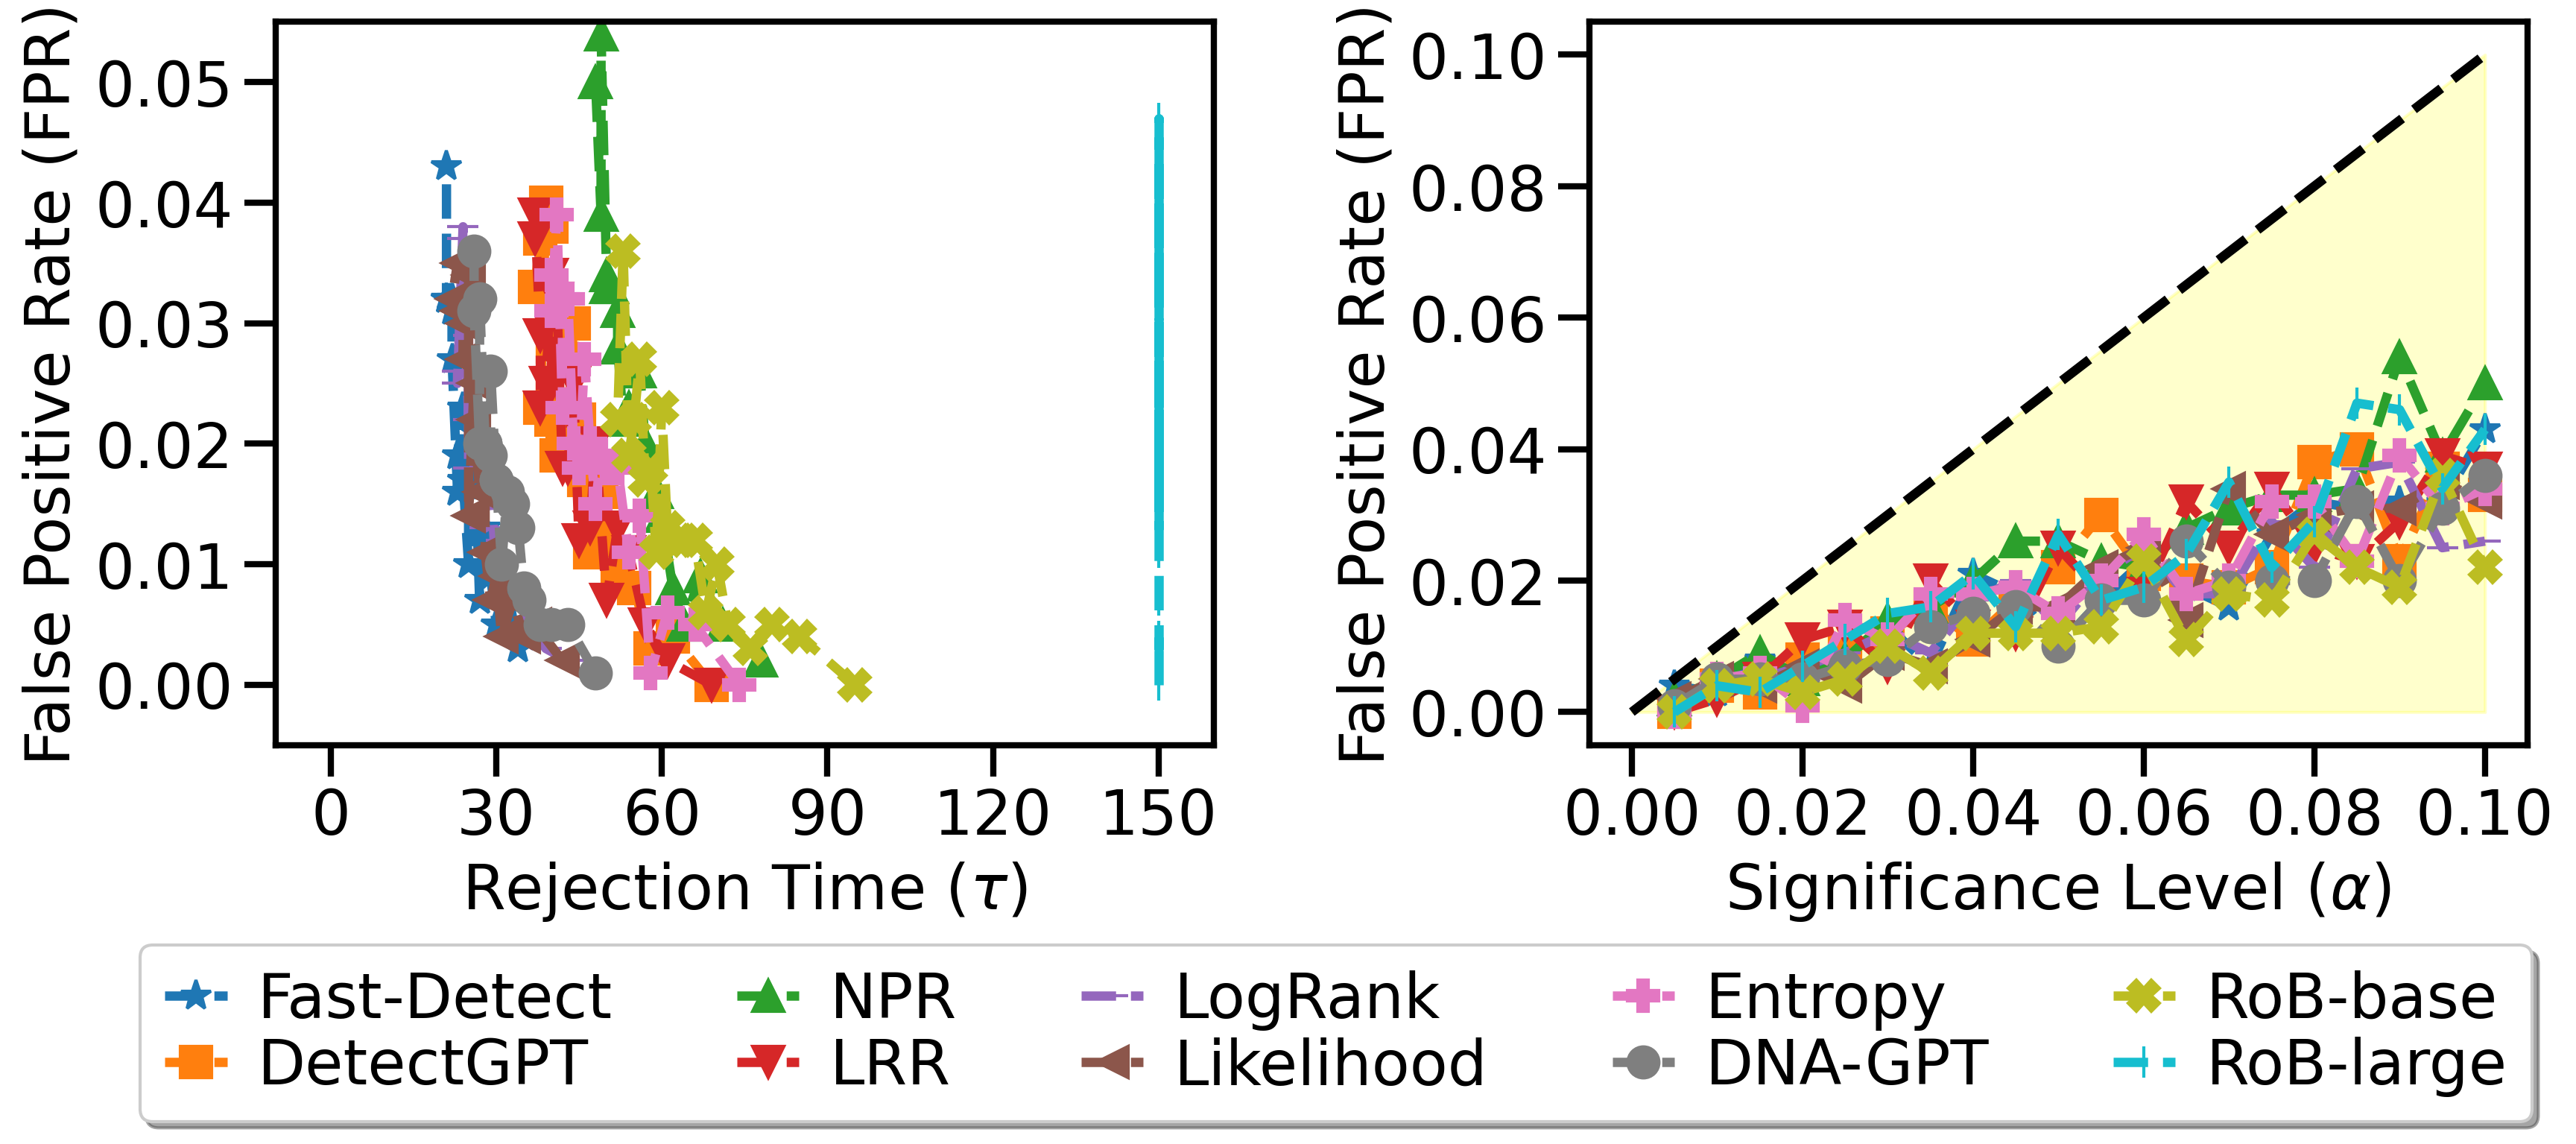 False Positive Rate (FPR)
0.05
0.04
0.03
0.02
0.01
0.00
0 30 60 90 120 150
Rejection Time (τ)
False Positive Rate (FPR)
0.10
0.08
0.06
0.04
0.02
0.00
0.00 0.02 0.04 0.06 0.08 0.10
Significance Level (α)
Fast-Detect NPR LogRank Entropy RoB-base
DetectGPT LRR Likelihood DNA-GPT RoB-large